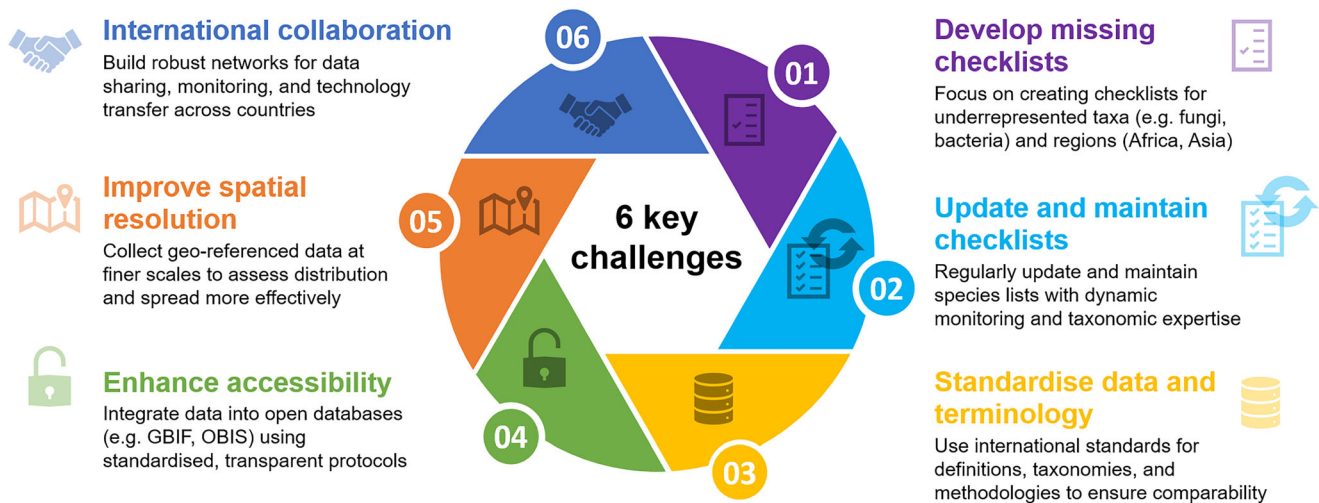 International collaboration
Build robust networks for data
sharing, monitoring, and technology
transfer across countries
Improve spatial
resolution
Collect geo-referenced data at
finer scales to assess distribution
and spread more effectively
Enhance accessibility
Integrate data into open databases
(e.g. GBIF, OBIS) using
standardised, transparent protocols
06
01
05
6 key
challenges
02
04
03
Develop missing
checklists
Focus on creating checklists for
underrepresented taxa (e.g. fungi,
bacteria) and regions (Africa, Asia)
Update and maintain
checklists
Regularly update and maintain
species lists with dynamic
monitoring and taxonomic expertise
Standardise data and
terminology
Use international standards for
definitions, taxonomies, and
methodologies to ensure comparability